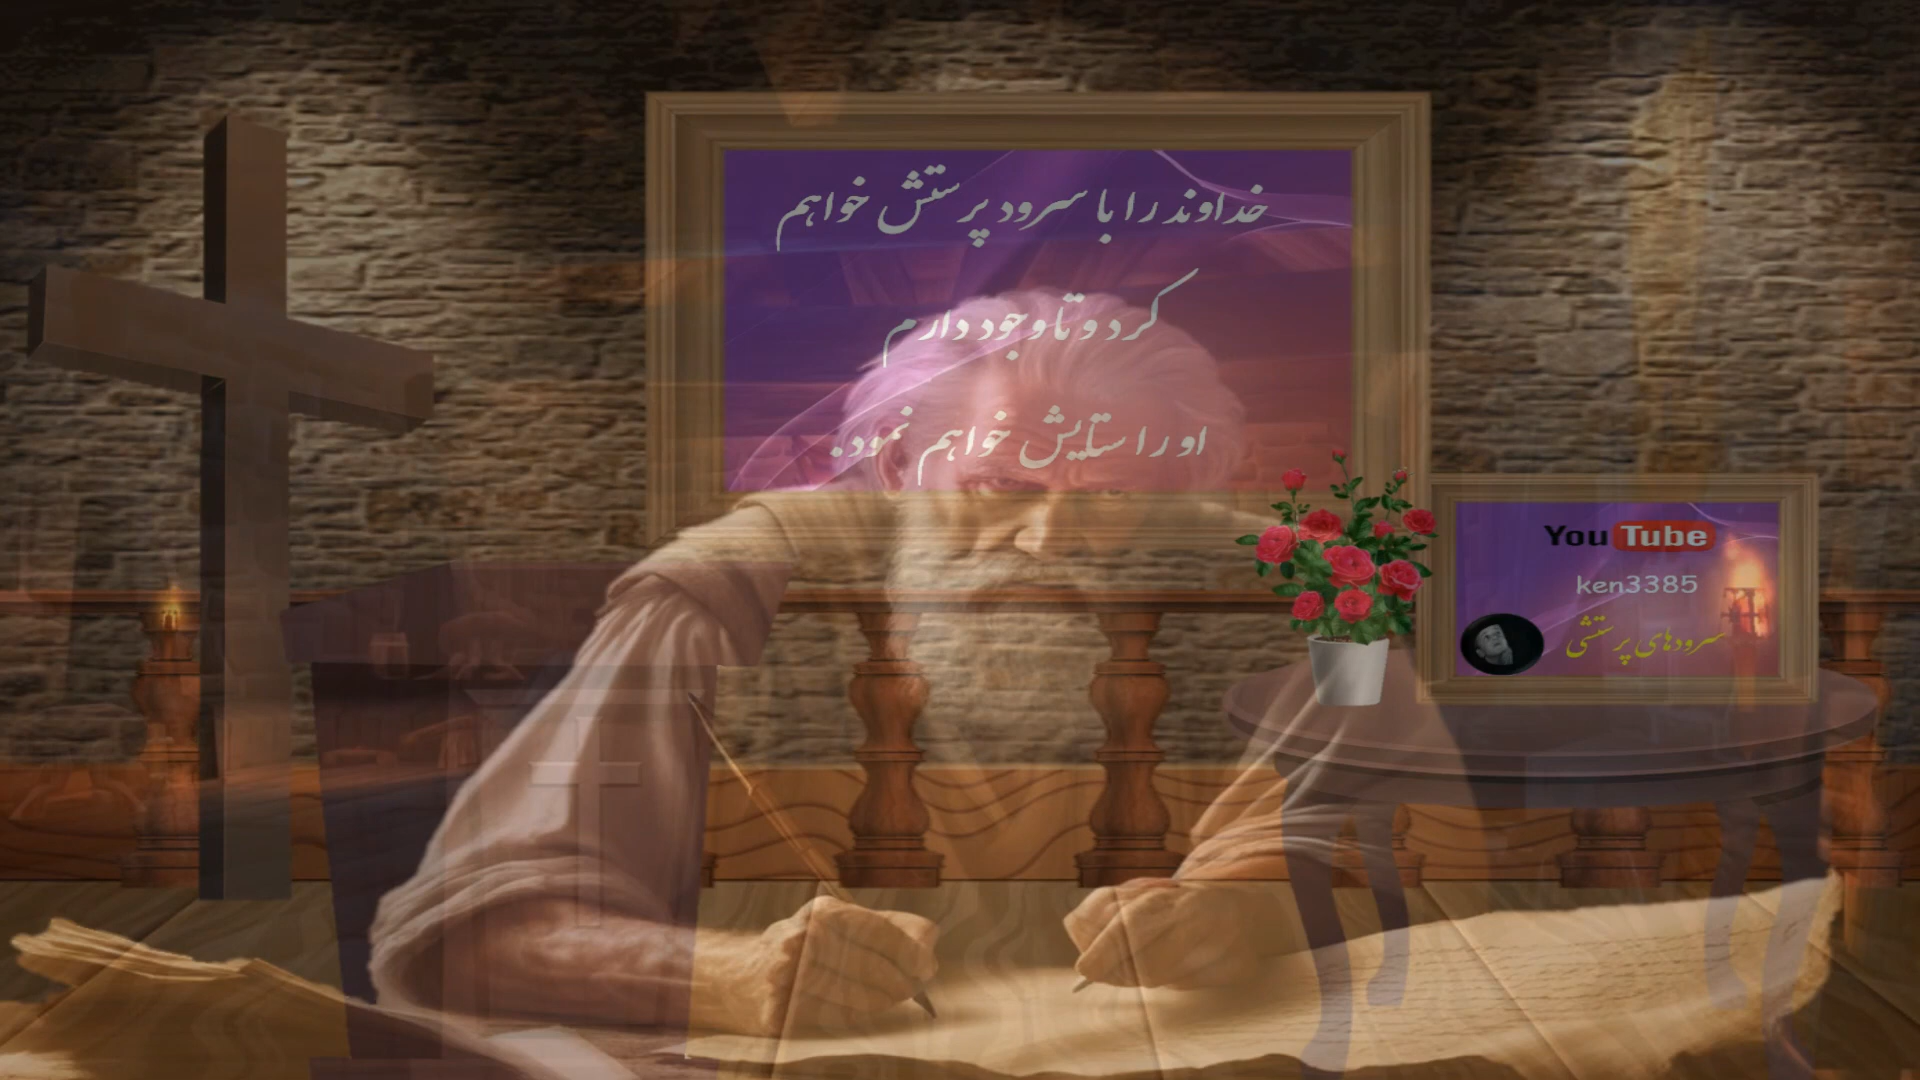 خداوند را با سرود پرستش خواهم
کرد و تا وجود دارم
او را ستایش خواهم نمود.
YouTube
ken3385
سرودهای پرستشی